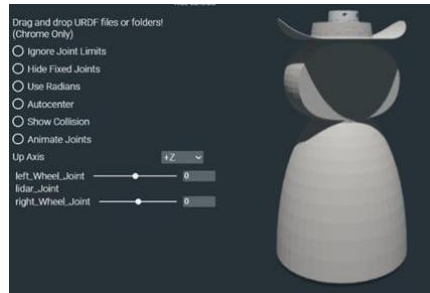 Drag and drop URDF files or folders!
(Chrome Only)
Ignore Joint Limits
Hide Fixed Joints
Use Radians
Autocenter
Show Collision
Animate Joints
Up Axis +Z
left_Wheel_Joint 0
lidar_Joint
right_Wheel_Joint 0